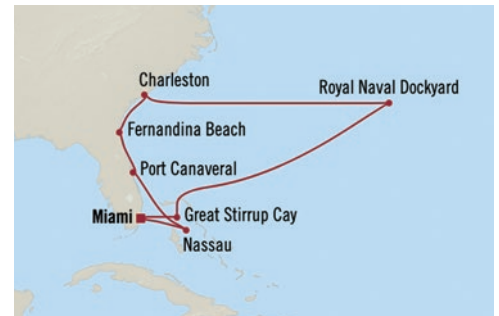 Charleston
Royal Naval Dockyard
Fernandina Beach
Port Canaveral
Miami
Great Stirrup Cay
Nassau